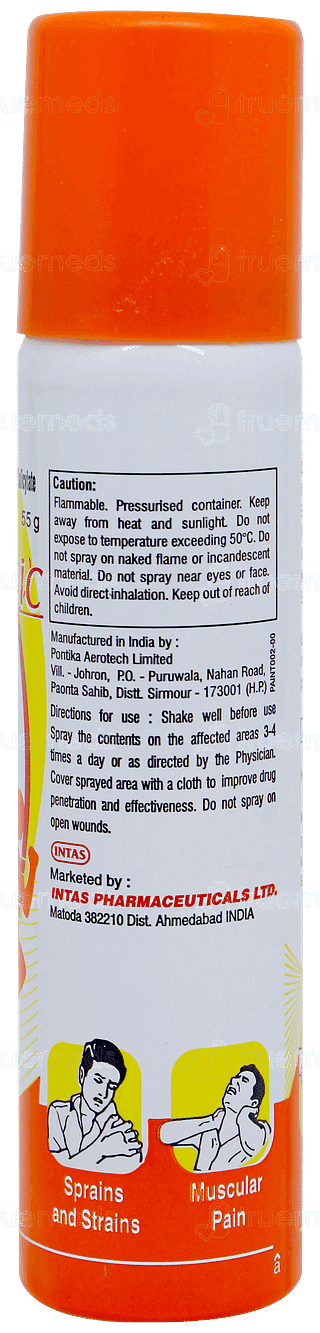 55 g
Caution:
Flammable. Pressurised container. Keep
away from heat and sunlight. Do not
expose to temperature exceeding 50°C. Do
not spray on naked flame or incandescent
material. Do not spray near eyes or face.
Avoid direct-inhalation. Keep out of reach of
children.
Manufactured in India by :
Pontika Aerotech Limited
Vill. - Johron, P.O. - Puruwala, Nahan Road,
Paonta Sahib, Distt. Sirmour - 173001 (H.P.)
PAINT002-00
Directions for use : Shake well before use
Spray the contents on the affected areas 3-4
times a day or as directed by the Physician.
Cover sprayed area with a cloth to improve drug
penetration and effectiveness. Do not spray on
open wounds.
INTAS
Marketed by :
INTAS PHARMACEUTICALS LTD.
Matoda 382210 Dist. Ahmedabad INDIA
Sprains
and Strains
Muscular
Pain
â
truemeds